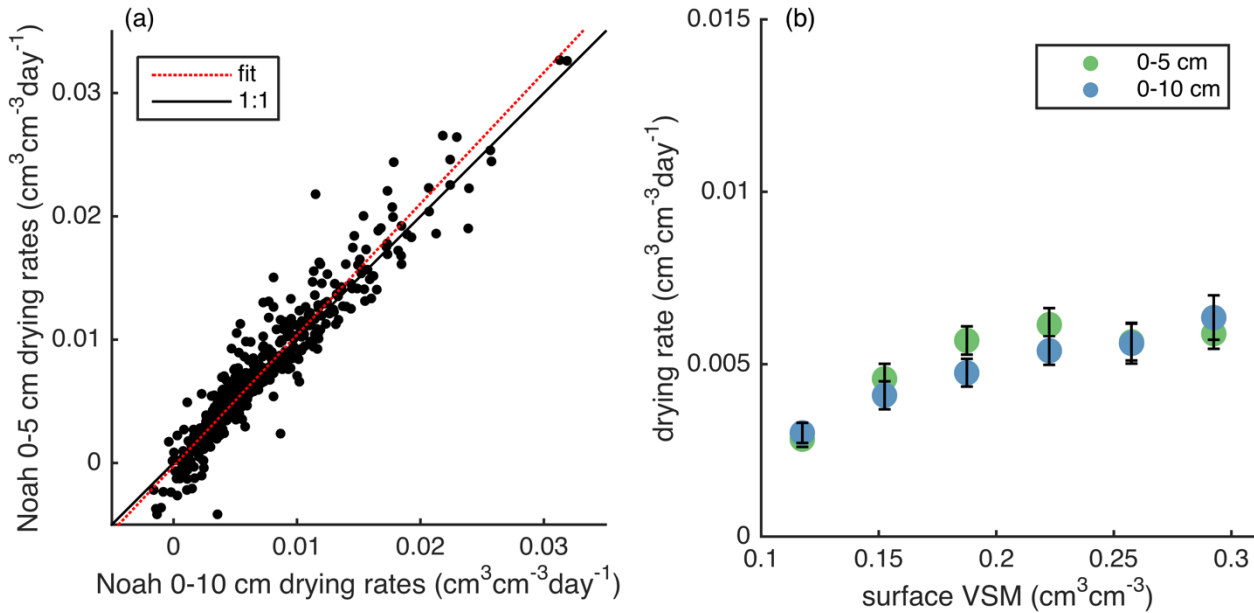 (a)
fit
1:1
0.03
0.02
0.01
0
0
0.01
0.02
0.03
Noah 0-5 cm drying rates (cm³cm⁻³day⁻¹)
Noah 0-10 cm drying rates (cm³cm⁻³day⁻¹)
(b)
0-5 cm
0-10 cm
0.015
0.01
0.005
0
0.1
0.15
0.2
0.25
0.3
drying rate (cm³cm⁻³day⁻¹)
surface VSM (cm³cm⁻³)